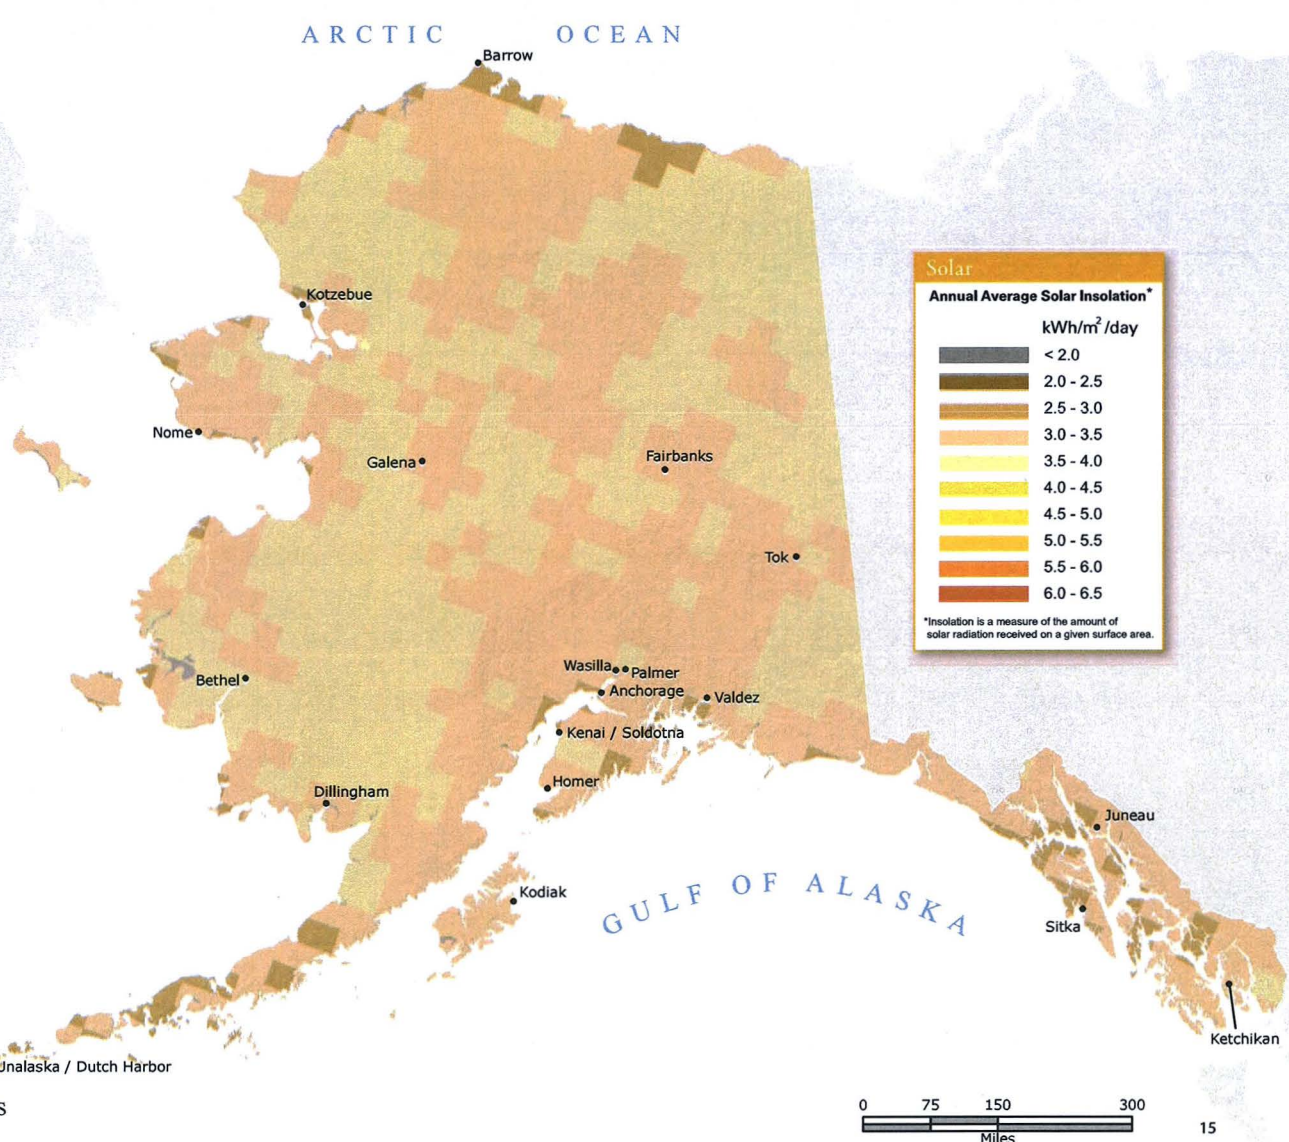 ARCTIC OCEAN
Barrow
Kotzebue
Nome
Galena
Fairbanks
Tok
Solar
Annual Average Solar Insolation*
kWh/m²/day
< 2.0
2.0 - 2.5
2.5 - 3.0
3.0 - 3.5
3.5 - 4.0
4.0 - 4.5
4.5 - 5.0
5.0 - 5.5
5.5 - 6.0
6.0 - 6.5
*Insolation is a measure of the amount of
solar radiation received on a given surface area.
Bethel
Wasilla
Palmer
Anchorage
Valdez
Kenai / Soldotna
Homer
Dillingham
Kodiak
GULF OF ALASKA
Juneau
Sitka
Ketchikan
Unalaska / Dutch Harbor
s
0 75 150 300
Miles
15